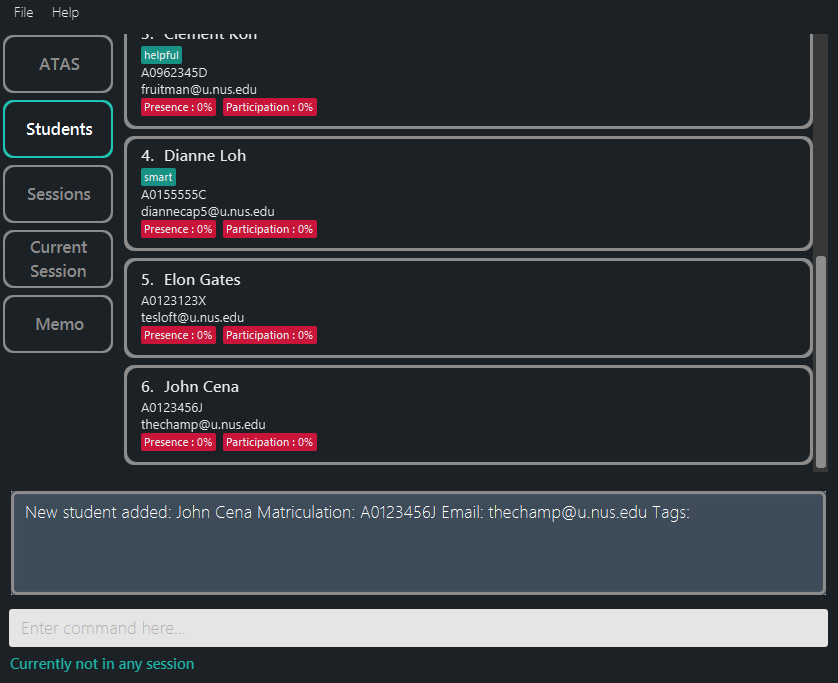 File Help
ATAS
Students
Sessions
Current
Session
Memo
3. Clement Koh
helpful
A0962345D
fruitman@u.nus.edu
Presence : 0% Participation : 0%
4. Dianne Loh
smart
A0155555C
diannecap5@u.nus.edu
Presence : 0% Participation : 0%
5. Elon Gates
A0123123X
tesloft@u.nus.edu
Presence : 0% Participation : 0%
6. John Cena
A0123456J
thechamp@u.nus.edu
Presence : 0% Participation : 0%
New student added: John Cena Matriculation: A0123456J Email: thechamp@u.nus.edu Tags:
Enter command here...
Currently not in any session